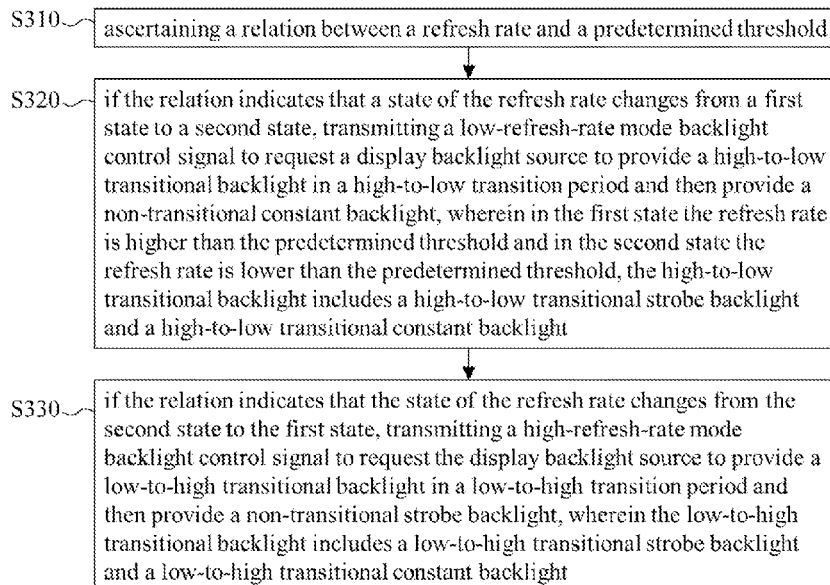 S310
ascertaining a relation between a refresh rate and a predetermined threshold
S320
if the relation indicates that a state of the refresh rate changes from a
first state to a second state, transmitting a low-refresh-rate mode backlight
control signal to request a display backlight source to provide a high-to-low
transitional backlight in a high-to-low transition period and then provide a
non-transitional constant backlight, wherein in the first state the refresh rate
is higher than the predetermined threshold and in the second state the
refresh rate is lower than the predetermined threshold, the high-to-low
transitional backlight includes a high-to-low transitional strobe backlight
and a high-to-low transitional constant backlight
S330
if the relation indicates that the state of the refresh rate changes from the
second state to the first state, transmitting a high-refresh-rate mode
backlight control signal to request the display backlight source to provide a
low-to-high transitional backlight in a low-to-high transition period and
then provide a non-transitional strobe backlight, wherein the low-to-high
transitional backlight includes a low-to-high transitional strobe backlight
and a low-to-high transitional constant backlight